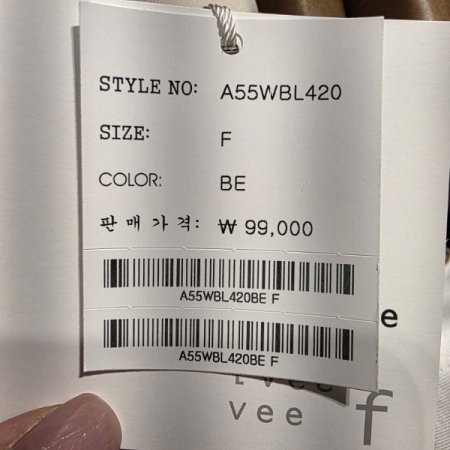 STYLE NO: A55WBL420
SIZE: F
COLOR: BE
판매가격: ₩ 99,000
A55WBL420BE F
A55WBL420BE F
e
vee f